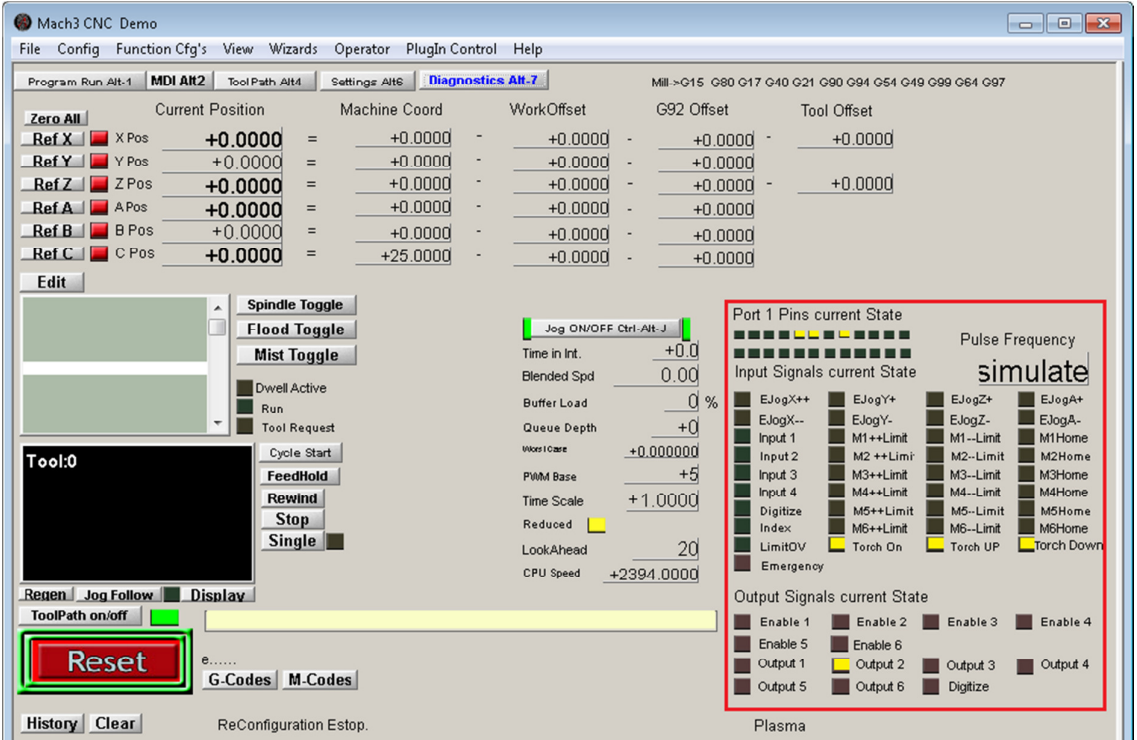 Mach3 CNC Demo
File Config Function Cfg's View Wizards Operator PlugIn Control Help
Program Run Alt-1 MDI Alt2 ToolPath Alt4 Settings Alt6 Diagnostics Alt-7 Mill->G15 G80 G17 G40 G21 G90 G94 G54 G49 G99 G64 G97
Current Position Machine Coord WorkOffset G92 Offset Tool Offset
Zero All
Ref X X Pos +0.0000 = +0.0000 - +0.0000 - +0.0000 - +0.0000
Ref Y Y Pos +0.0000 = +0.0000 - +0.0000 - +0.0000
Ref Z Z Pos +0.0000 = +0.0000 - +0.0000 - +0.0000 - +0.0000
Ref A A Pos +0.0000 = +0.0000 - +0.0000 - +0.0000
Ref B B Pos +0.0000 = +0.0000 - +0.0000 - +0.0000
Ref C C Pos +0.0000 = +25.0000 - +0.0000 - +0.0000
Edit
Spindle Toggle
Flood Toggle
Mist Toggle
Dwell Active
Run
Tool Request
Tool:0
Cycle Start
FeedHold
Rewind
Stop
Single
Regen Jog Follow Display
ToolPath on/off
Reset
e......
G-Codes M-Codes
History Clear ReConfiguration Estop.
Jog ON/OFF Ctrl-Alt-J
Time in Int. +0.0
Blended Spd 0.00
Buffer Load 0 %
Queue Depth +0
Worst Case +0.000000
PWM Base +5
Time Scale +1.0000
Reduced
LookAhead 20
CPU Speed +2394.0000
Port 1 Pins current State
Pulse Frequency
simulate
Input Signals current State
EJogX++ EJogY+ EJogZ+ EJogA+
EJogX-- EJogY- EJogZ- EJogA-
Input 1 M1++Limit M1--Limit M1Home
Input 2 M2 ++Limi M2--Limit M2Home
Input 3 M3++Limit M3--Limit M3Home
Input 4 M4++Limit M4--Limit M4Home
Digitize M5++Limit M5--Limit M5Home
Index M6++Limit M6--Limit M6Home
LimitOV Torch On Torch UP Torch Down
Emergency
Output Signals current State
Enable 1 Enable 2 Enable 3 Enable 4
Enable 5 Enable 6
Output 1 Output 2 Output 3 Output 4
Output 5 Output 6 Digitize
Plasma